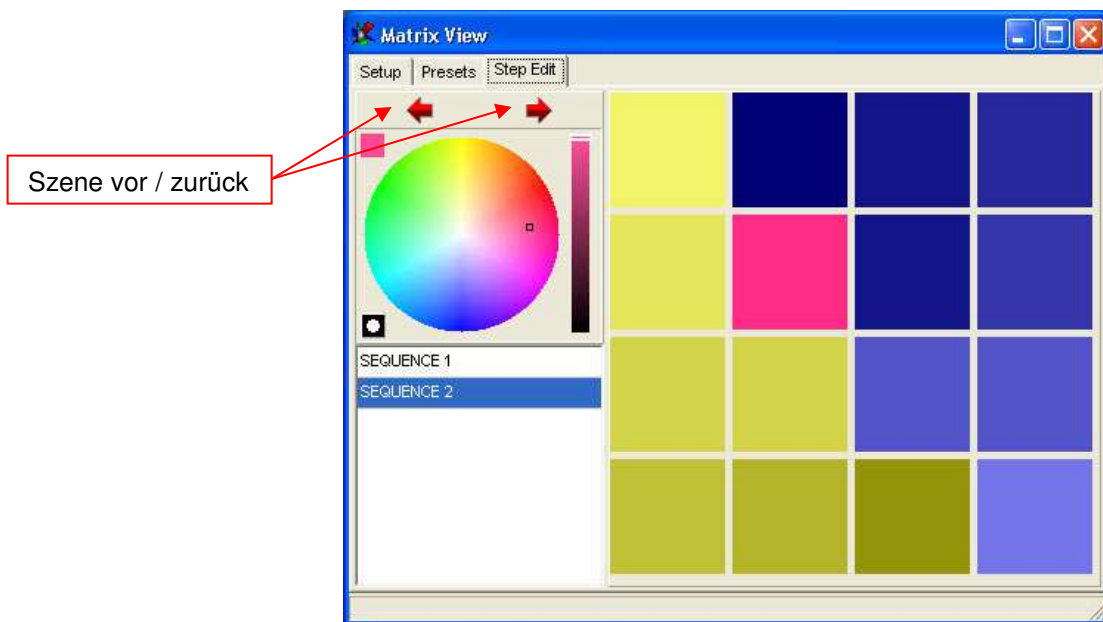 Matrix View
Setup Presets Step Edit
Szene vor / zurück
SEQUENCE 1
SEQUENCE 2